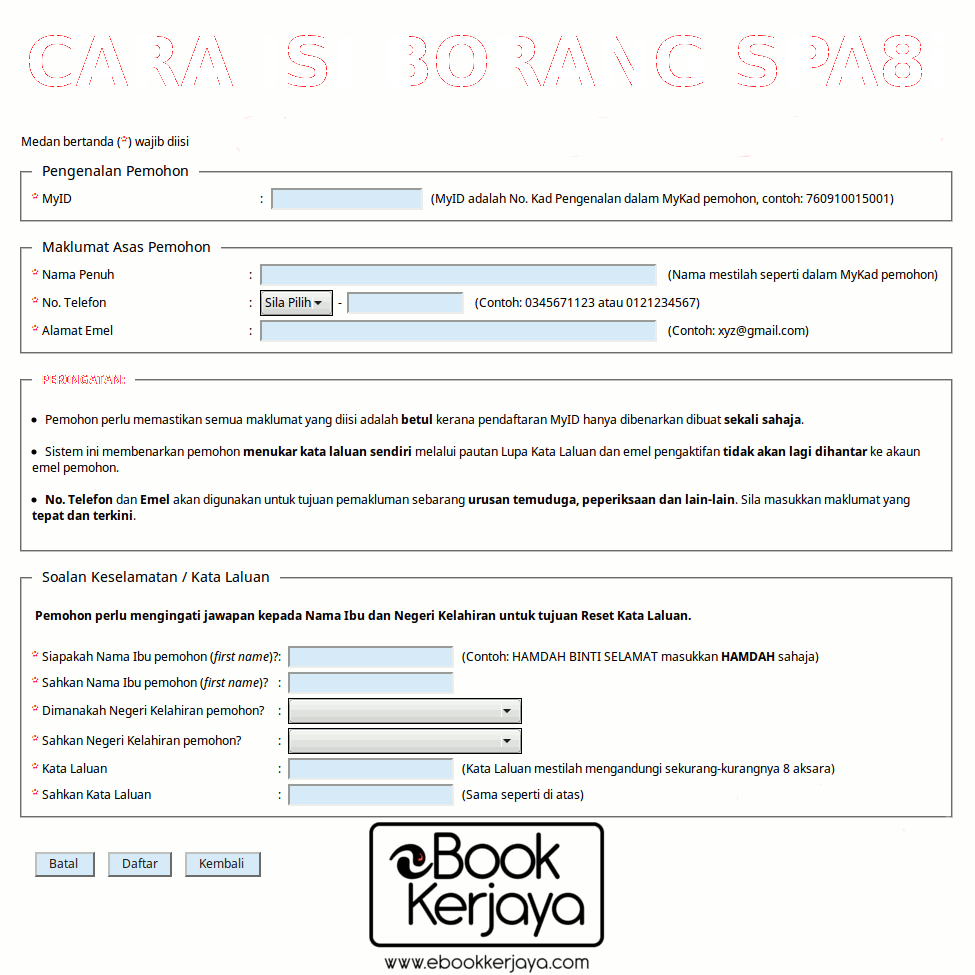 CARA ISI BORANG SPA8
Medan bertanda (*) wajib diisi
Pengenalan Pemohon
* MyID : (MyID adalah No. Kad Pengenalan dalam MyKad pemohon, contoh: 760910015001)
Maklumat Asas Pemohon
* Nama Penuh : (Nama mestilah seperti dalam MyKad pemohon)
* No. Telefon : Sila Pilih - (Contoh: 0345671123 atau 0121234567)
* Alamat Emel : (Contoh: xyz@gmail.com)
PERINGATAN:
• Pemohon perlu memastikan semua maklumat yang diisi adalah betul kerana pendaftaran MyID hanya dibenarkan dibuat sekali sahaja.
• Sistem ini membenarkan pemohon menukar kata laluan sendiri melalui pautan Lupa Kata Laluan dan emel pengaktifan tidak akan lagi dihantar ke akaun
emel pemohon.
• No. Telefon dan Emel akan digunakan untuk tujuan pemakluman sebarang urusan temuduga, peperiksaan dan lain-lain. Sila masukkan maklumat yang
tepat dan terkini.
Soalan Keselamatan / Kata Laluan
Pemohon perlu mengingati jawapan kepada Nama Ibu dan Negeri Kelahiran untuk tujuan Reset Kata Laluan.
* Siapakah Nama Ibu pemohon (first name)?: (Contoh: HAMDAH BINTI SELAMAT masukkan HAMDAH sahaja)
* Sahkan Nama Ibu pemohon (first name)? :
* Dimanakah Negeri Kelahiran pemohon? :
* Sahkan Negeri Kelahiran pemohon? :
* Kata Laluan : (Kata Laluan mestilah mengandungi sekurang-kurangnya 8 aksara)
* Sahkan Kata Laluan : (Sama seperti di atas)
Batal Daftar Kembali
eBook
Kerjaya
www.ebookkerjaya.com